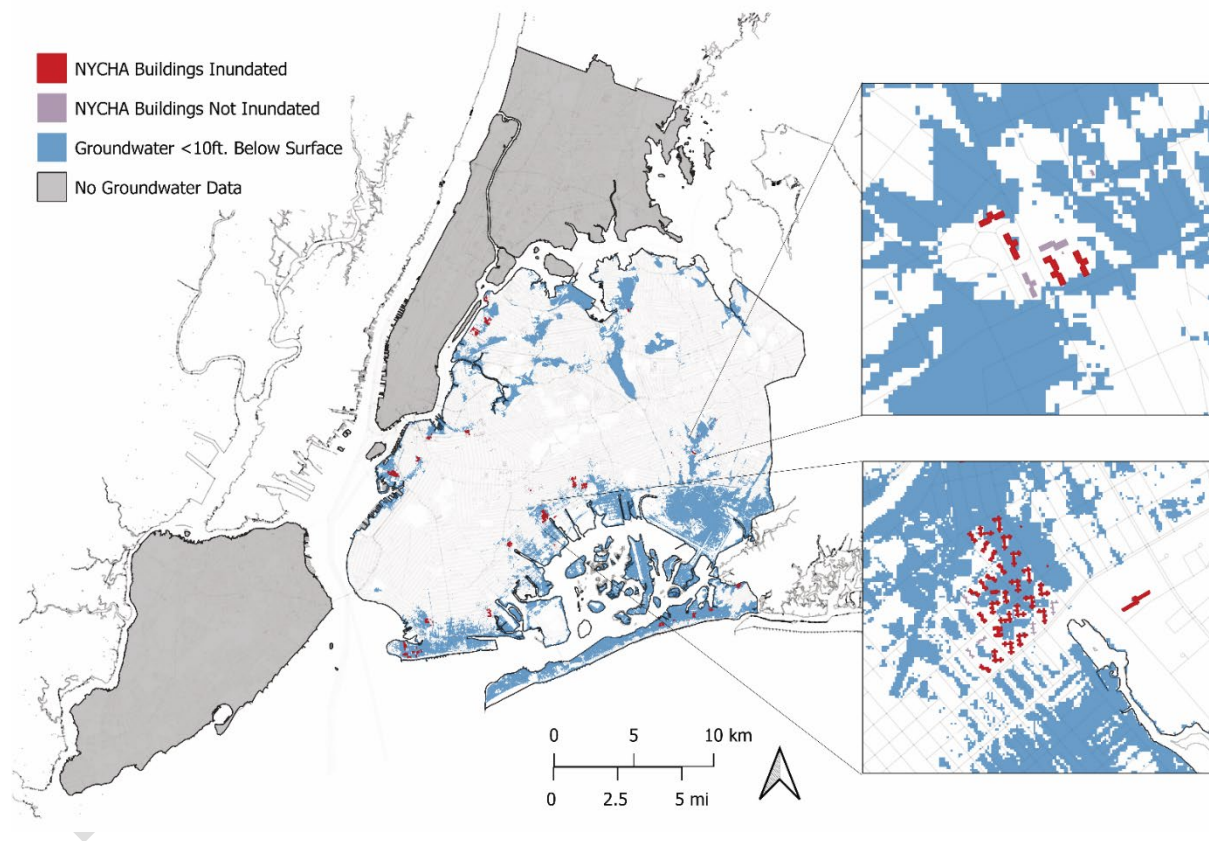 NYCHA Buildings Inundated
NYCHA Buildings Not Inundated
Groundwater <10ft. Below Surface
No Groundwater Data
0 5 10 km
0 2.5 5 mi